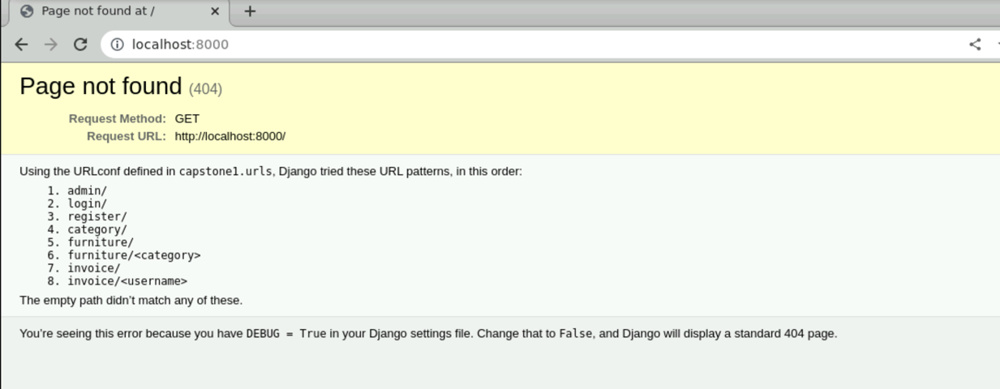 Page not found at /
localhost:8000
Page not found (404)
Request Method: GET
Request URL: http://localhost:8000/
Using the URLconf defined in capstone1.urls, Django tried these URL patterns, in this order:
1. admin/
2. login/
3. register/
4. category/
5. furniture/
6. furniture/<category>
7. invoice/
8. invoice/<username>
The empty path didn’t match any of these.
You’re seeing this error because you have DEBUG = True in your Django settings file. Change that to False, and Django will display a standard 404 page.